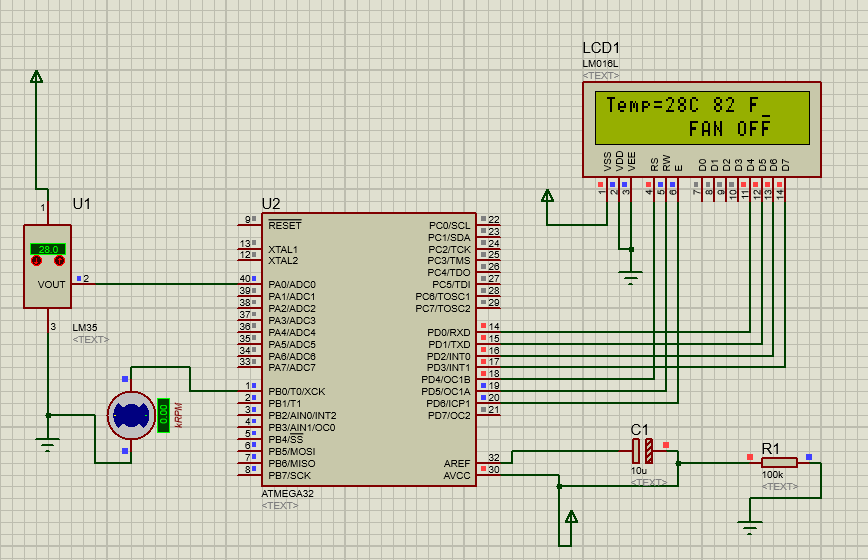 LCD1
LM016L
<TEXT>
Temp=28C 82 F_
FAN OFF
VSS
VDD
VEE
RS
RW
E
D0
D1
D2
D3
D4
D5
D6
D7
1
2
3
4
5
6
7
8
9
10
11
12
13
14
U1
1
28.0
VOUT
2
3
LM35
<TEXT>
0.00
kRPM
U2
9
RESET
13
XTAL1
12
XTAL2
40
PA0/ADC0
39
PA1/ADC1
38
PA2/ADC2
37
PA3/ADC3
36
PA4/ADC4
35
PA5/ADC5
34
PA6/ADC6
33
PA7/ADC7
1
PB0/T0/XCK
2
PB1/T1
3
PB2/AIN0/INT2
4
PB3/AIN1/OC0
5
PB4/SS
6
PB5/MOSI
7
PB6/MISO
8
PB7/SCK
PC0/SCL
22
PC1/SDA
23
PC2/TCK
24
PC3/TMS
25
PC4/TDO
26
PC5/TDI
27
PC6/TOSC1
28
PC7/TOSC2
29
PD0/RXD
14
PD1/TXD
15
PD2/INT0
16
PD3/INT1
17
PD4/OC1B
18
PD5/OC1A
19
PD6/ICP1
20
PD7/OC2
21
AREF
32
AVCC
30
ATMEGA32
<TEXT>
C1
10u
<TEXT>
R1
100k
<TEXT>